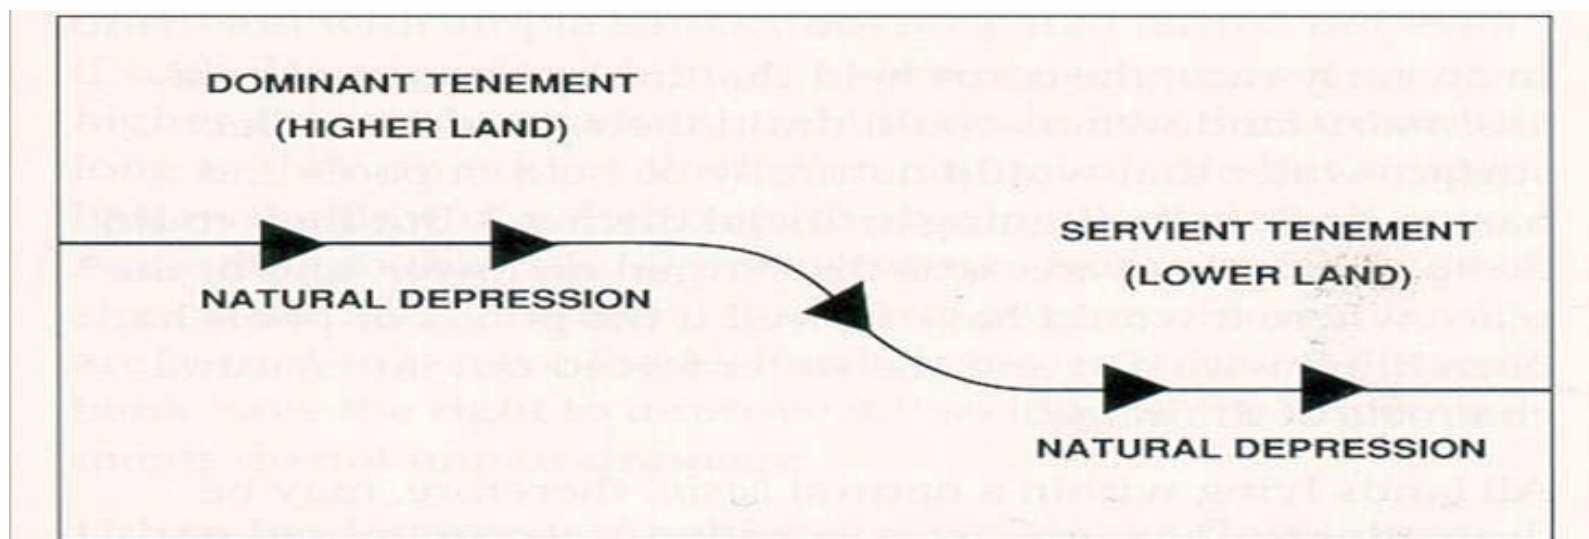 DOMINANT TENEMENT
(HIGHER LAND)
NATURAL DEPRESSION
SERVIENT TENEMENT
(LOWER LAND)
NATURAL DEPRESSION